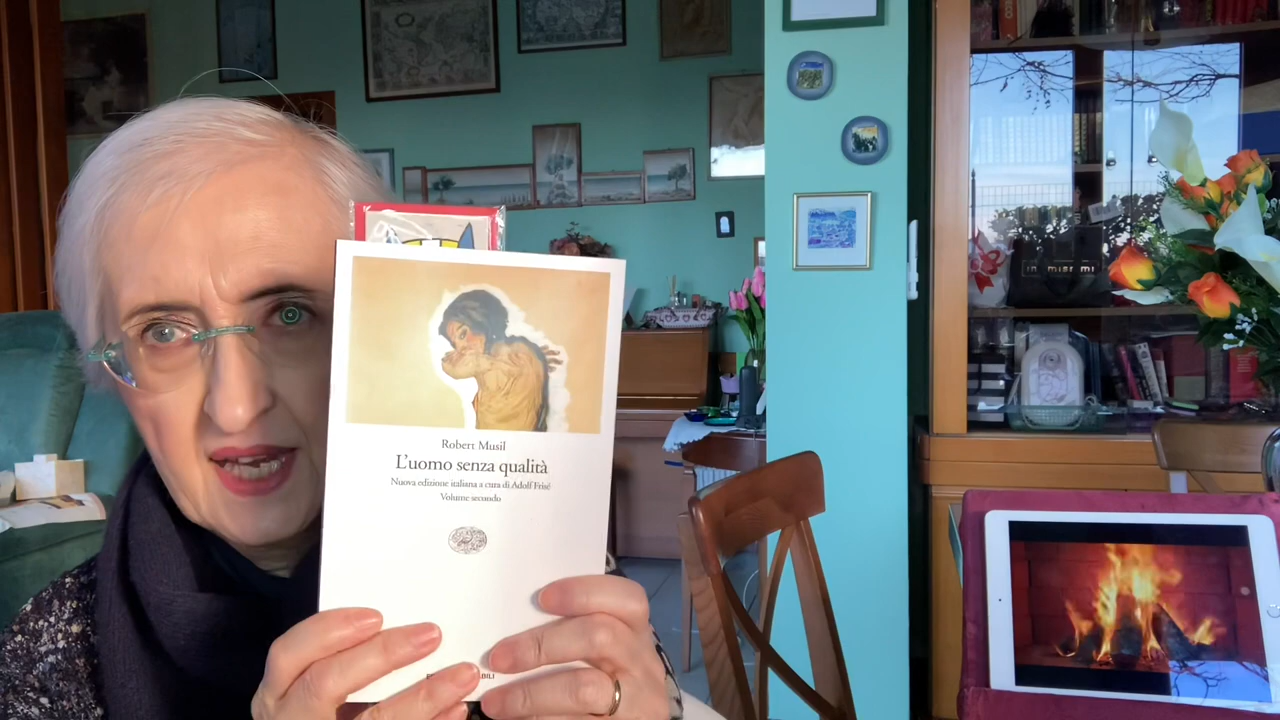 Robert Musil
L'uomo senza qualità
Nuova edizione italiana a cura di Adolf Frisé
Volume secondo